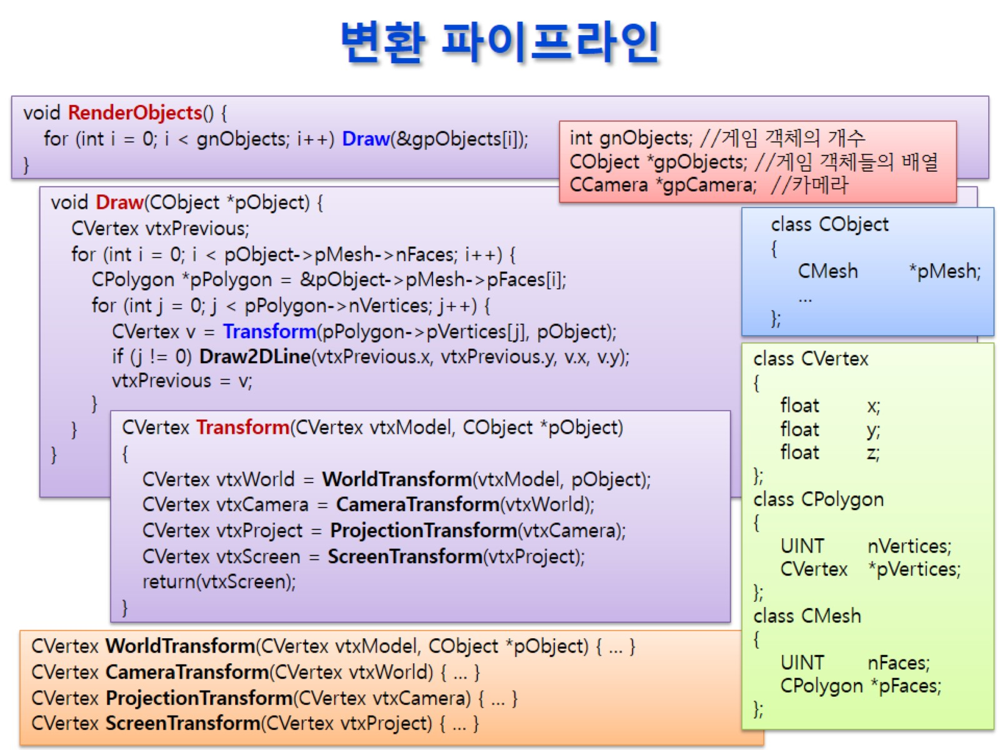 변환 파이프라인
void RenderObjects() {
for (int i = 0; i < gnObjects; i++) Draw(&gpObjects[i]);
}
int gnObjects; //게임 객체의 개수
CObject *gpObjects; //게임 객체들의 배열
CCamera *gpCamera; //카메라
void Draw(CObject *pObject) {
CVertex vtxPrevious;
for (int i = 0; i < pObject->pMesh->nFaces; i++) {
CPolygon *pPolygon = &pObject->pMesh->pFaces[i];
for (int j = 0; j < pPolygon->nVertices; j++) {
CVertex v = Transform(pPolygon->pVertices[j], pObject);
if (j != 0) Draw2DLine(vtxPrevious.x, vtxPrevious.y, v.x, v.y);
vtxPrevious = v;
}
}
}
class CObject
{
CMesh *pMesh;
...
};
CVertex Transform(CVertex vtxModel, CObject *pObject)
{
CVertex vtxWorld = WorldTransform(vtxModel, pObject);
CVertex vtxCamera = CameraTransform(vtxWorld);
CVertex vtxProject = ProjectionTransform(vtxCamera);
CVertex vtxScreen = ScreenTransform(vtxProject);
return(vtxScreen);
}
class CVertex
{
float x;
float y;
float z;
};
class CPolygon
{
UINT nVertices;
CVertex *pVertices;
};
class CMesh
{
UINT nFaces;
CPolygon *pFaces;
};
CVertex WorldTransform(CVertex vtxModel, CObject *pObject) { ... }
CVertex CameraTransform(CVertex vtxWorld) { ... }
CVertex ProjectionTransform(CVertex vtxCamera) { ... }
CVertex ScreenTransform(CVertex vtxProject) { ... }